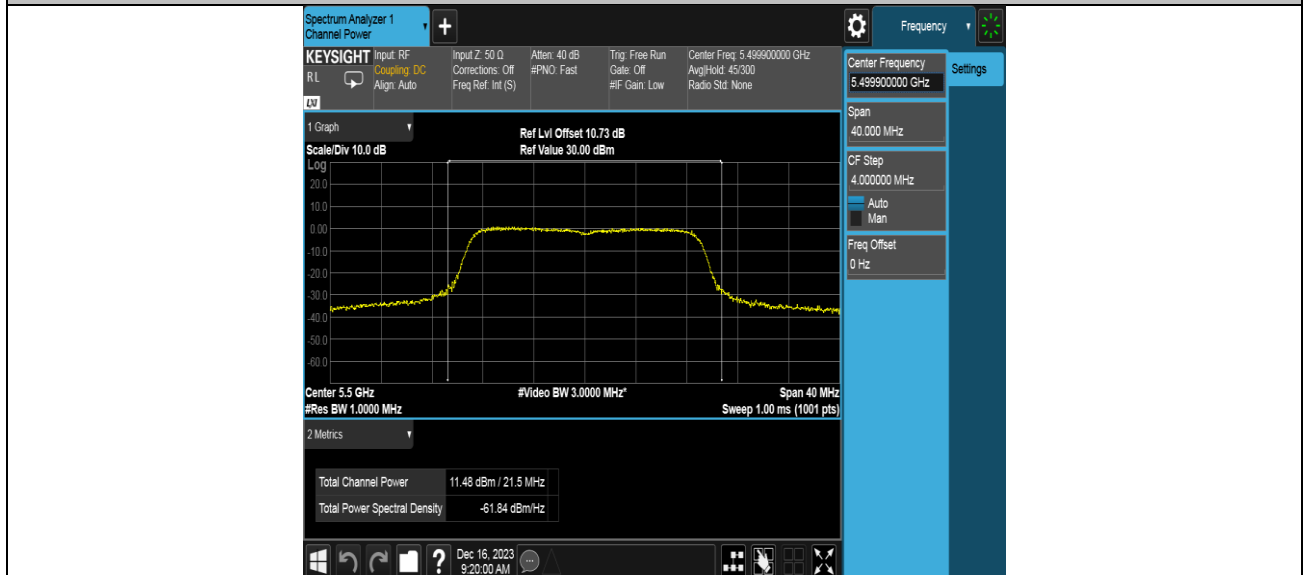 Spectrum Analyzer 1
Channel Power
+
Frequency
KEYSIGHT
RL
LXI
Input: RF
Coupling: DC
Align: Auto
Input Z: 50 Ω
Corrections: Off
Freq Ref: Int (S)
Atten: 40 dB
#PNO: Fast
Trig: Free Run
Gate: Off
#IF Gain: Low
Center Freq: 5.499900000 GHz
Avg|Hold: 45/300
Radio Std: None
Center Frequency
5.499900000 GHz
Settings
Span
40.000 MHz
CF Step
4.000000 MHz
Auto
Man
Freq Offset
0 Hz
1 Graph
Scale/Div 10.0 dB
Ref Lvl Offset 10.73 dB
Ref Value 30.00 dBm
Log
20.0
10.0
0.00
-10.0
-20.0
-30.0
-40.0
-50.0
-60.0
Center 5.5 GHz
#Video BW 3.0000 MHz*
Span 40 MHz
#Res BW 1.0000 MHz
Sweep 1.00 ms (1001 pts)
2 Metrics
Total Channel Power 11.48 dBm / 21.5 MHz
Total Power Spectral Density -61.84 dBm/Hz
?
Dec 16, 2023
9:20:00 AM